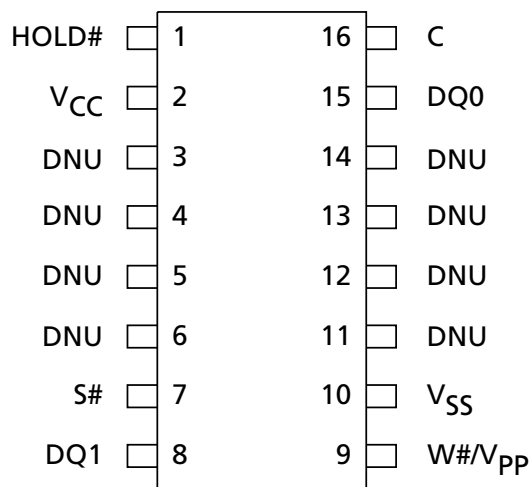 HOLD# 1 16 C
VCC 2 15 DQ0
DNU 3 14 DNU
DNU 4 13 DNU
DNU 5 12 DNU
DNU 6 11 DNU
S# 7 10 VSS
DQ1 8 9 W#/VPP